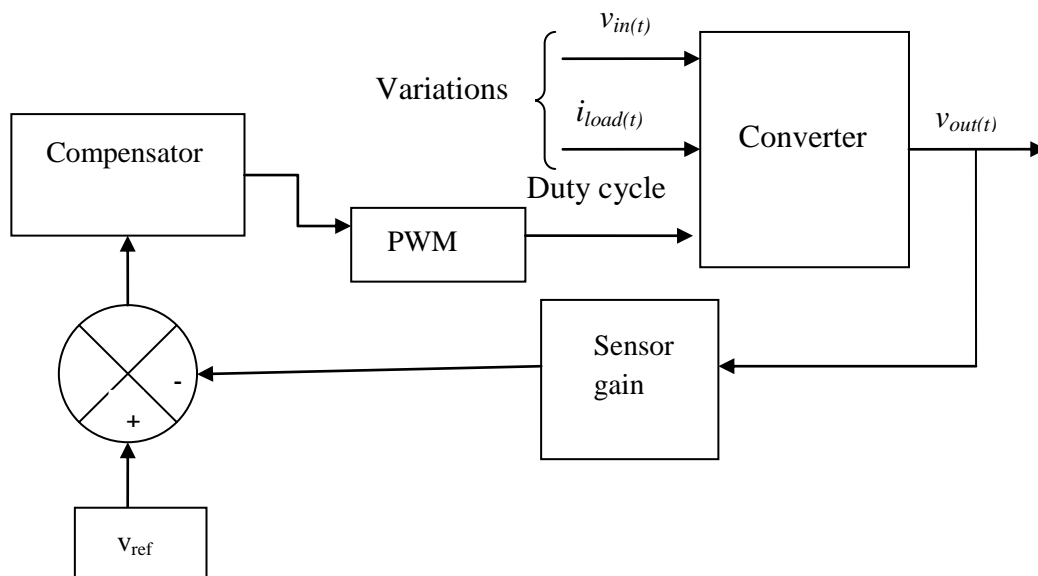 v_in(t)
Variations
i_load(t)
Converter
v_out(t)
Compensator
Duty cycle
PWM
Sensor
gain
-
+
v_ref